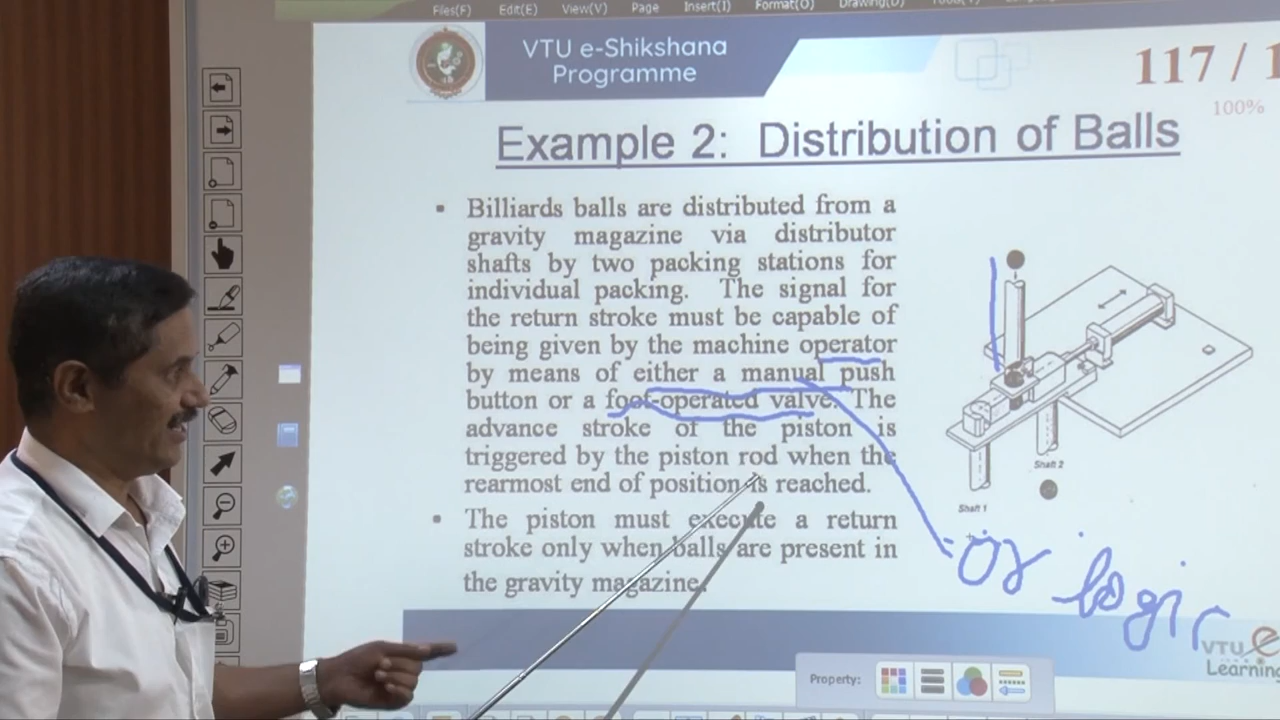 Files(F) Edit(E) View(V) Page Insert(I) Format(O) Drawing(D)
VTU e-Shikshana
Programme
117 / 1
100%
Example 2: Distribution of Balls
▪ Billiards balls are distributed from a
gravity magazine via distributor
shafts by two packing stations for
individual packing. The signal for
the return stroke must be capable of
being given by the machine operator
by means of either a manual push
button or a foot-operated valve. The
advance stroke of the piston is
triggered by the piston rod when the
rearmost end of position is reached.
▪ The piston must execute a return
stroke only when balls are present in
the gravity magazine.
Shaft 2
Shaft 1
or logic
VTU e
Learning
Property: